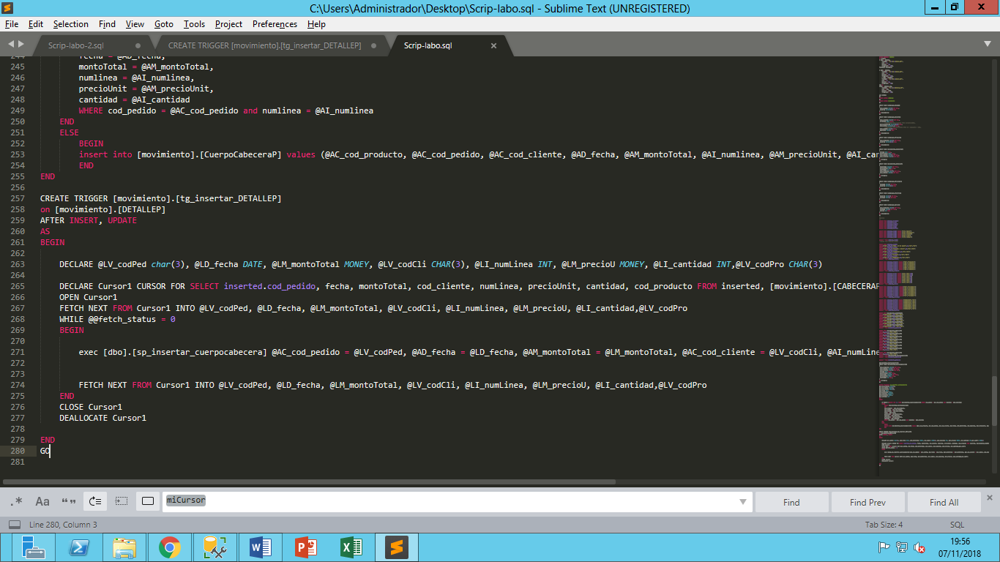 C:\Users\Administrador\Desktop\Scrip-labo.sql - Sublime Text (UNREGISTERED)
File Edit Selection Find View Goto Tools Project Preferences Help
Scrip-labo-2.sql CREATE TRIGGER [movimiento].[tg_insertar_DETALLEP] Scrip-labo.sql
244 fecha = @AD_fecha,
245 montoTotal = @AM_montoTotal,
246 numlinea = @AI_numlinea,
247 precioUnit = @AM_precioUnit,
248 cantidad = @AI_cantidad
249 WHERE cod_pedido = @AC_cod_pedido and numlinea = @AI_numlinea
250 END
251 ELSE
252 BEGIN
253 insert into [movimiento].[CuerpoCabeceraP] values (@AC_cod_producto, @AC_cod_pedido, @AC_cod_cliente, @AD_fecha, @AM_montoTotal, @AI_numlinea, @AM_precioUnit, @AI_can
254 END
255 END
256
257 CREATE TRIGGER [movimiento].[tg_insertar_DETALLEP]
258 on [movimiento].[DETALLEP]
259 AFTER INSERT, UPDATE
260 AS
261 BEGIN
262
263 DECLARE @LV_codPed char(3), @LD_fecha DATE, @LM_montoTotal MONEY, @LV_codCli CHAR(3), @LI_numLinea INT, @LM_precioU MONEY, @LI_cantidad INT,@LV_codPro CHAR(3)
264
265 DECLARE Cursor1 CURSOR FOR SELECT inserted.cod_pedido, fecha, montoTotal, cod_cliente, numLinea, precioUnit, cantidad, cod_producto FROM inserted, [movimiento].[CABECERAP
266 OPEN Cursor1
267 FETCH NEXT FROM Cursor1 INTO @LV_codPed, @LD_fecha, @LM_montoTotal, @LV_codCli, @LI_numLinea, @LM_precioU, @LI_cantidad,@LV_codPro
268 WHILE @@fetch_status = 0
269 BEGIN
270
271 exec [dbo].[sp_insertar_cuerpocabecera] @AC_cod_pedido = @LV_codPed, @AD_fecha = @LD_fecha, @AM_montoTotal = @LM_montoTotal, @AC_cod_cliente = @LV_codCli, @AI_numLine
272
273
274 FETCH NEXT FROM Cursor1 INTO @LV_codPed, @LD_fecha, @LM_montoTotal, @LV_codCli, @LI_numLinea, @LM_precioU, @LI_cantidad,@LV_codPro
275 END
276 CLOSE Cursor1
277 DEALLOCATE Cursor1
278
279 END
280 GO
281
.* Aa “” miCursor Find Find Prev Find All
Line 280, Column 3 Tab Size: 4 SQL
19:56
07/11/2018